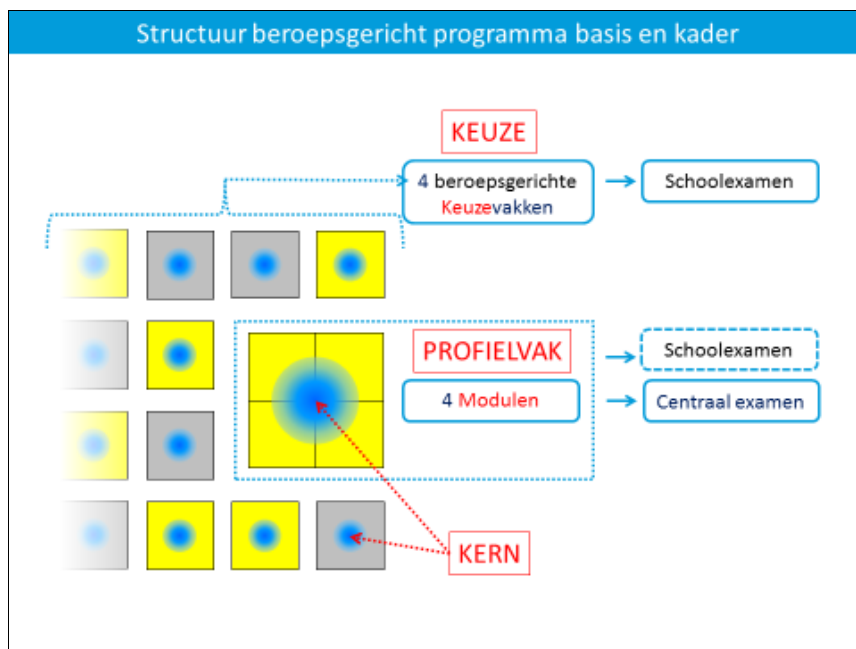 Structuur beroepsgericht programma basis en kader
KEUZE
4 beroepsgerichte
Keuzevakken
Schoolexamen
PROFIELVAK
4 Modulen
Schoolexamen
Centraal examen
KERN